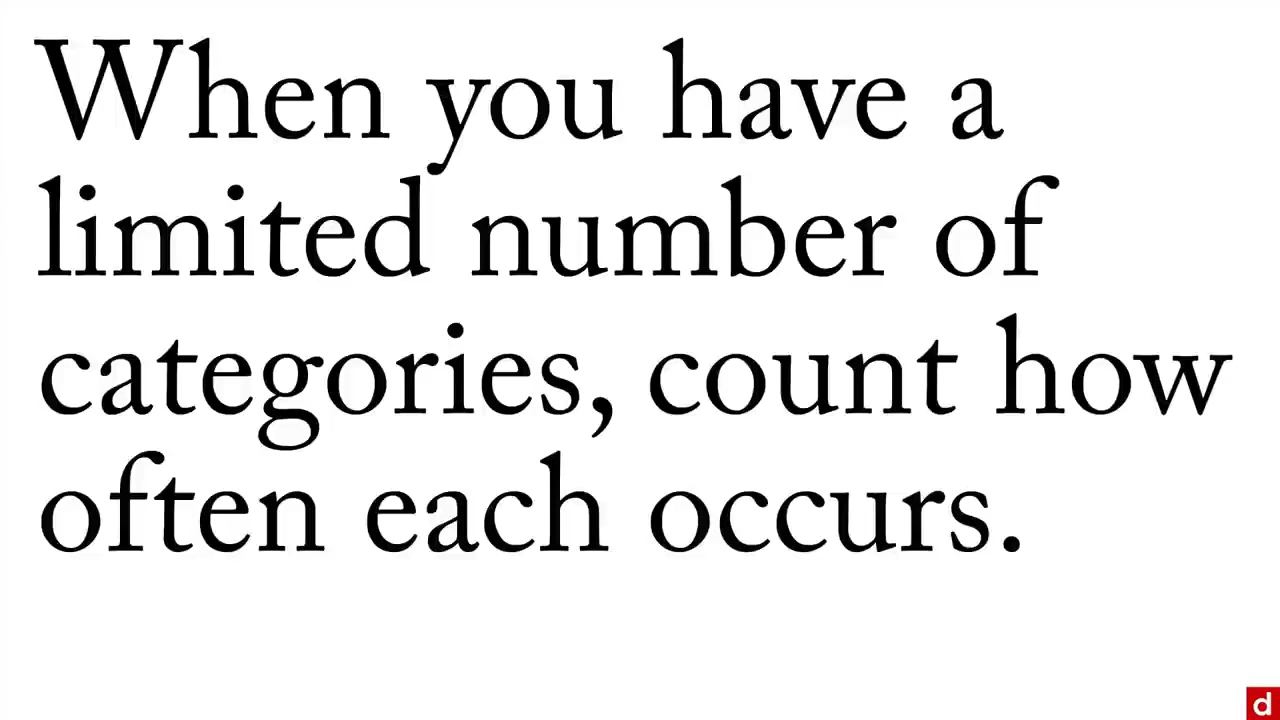 When you have a
limited number of
categories, count how
often each occurs.
d